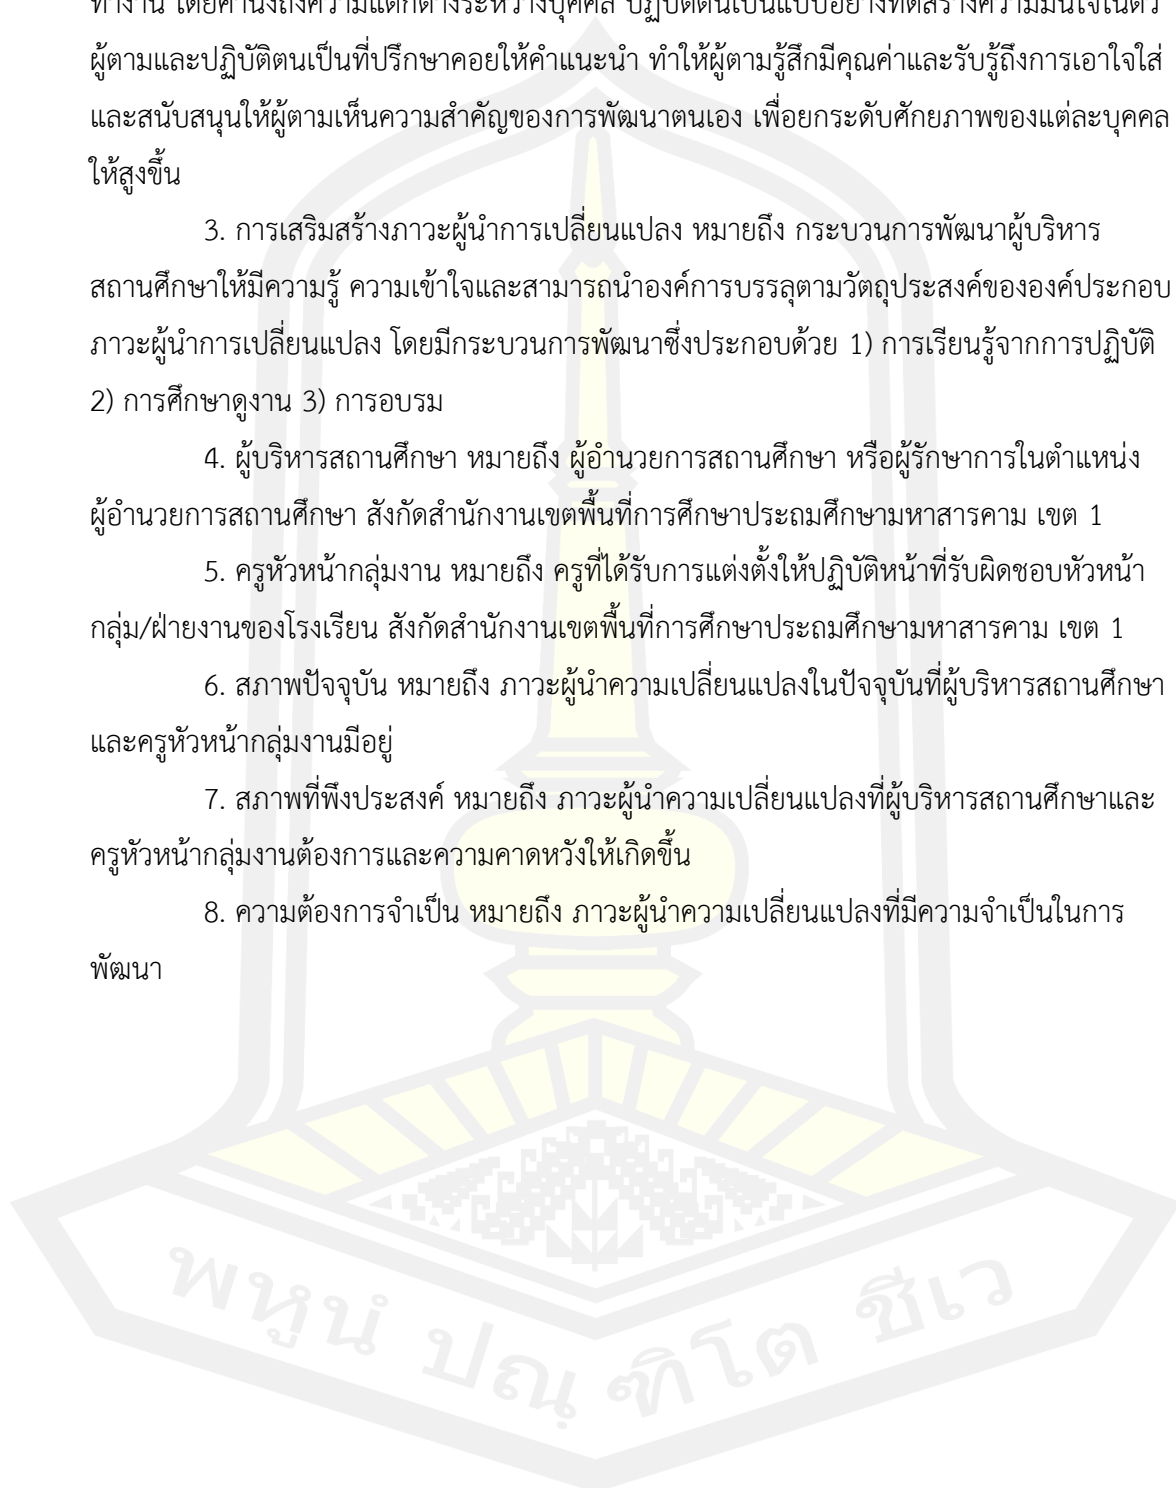 ทำงาน โดยคำนึงถึงความแตกต่างระหว่างบุคคล ปฏิบัติตนเป็นแบบอย่างที่ดีสร้างความมั่นใจในตัว
ผู้ตามและปฏิบัติตนเป็นที่ปรึกษาคอยให้คำแนะนำ ทำให้ผู้ตามรู้สึกมีคุณค่าและรับรู้ถึงการเอาใจใส่
และสนับสนุนให้ผู้ตามเห็นความสำคัญของการพัฒนาตนเอง เพื่อยกระดับศักยภาพของแต่ละบุคคล
ให้สูงขึ้น
3. การเสริมสร้างภาวะผู้นำการเปลี่ยนแปลง หมายถึง กระบวนการพัฒนาผู้บริหาร
สถานศึกษาให้มีความรู้ ความเข้าใจและสามารถนำองค์การบรรลุตามวัตถุประสงค์ขององค์ประกอบ
ภาวะผู้นำการเปลี่ยนแปลง โดยมีกระบวนการพัฒนาซึ่งประกอบด้วย 1) การเรียนรู้จากการปฏิบัติ
2) การศึกษาดูงาน 3) การอบรม
4. ผู้บริหารสถานศึกษา หมายถึง ผู้อำนวยการสถานศึกษา หรือผู้รักษาการในตำแหน่ง
ผู้อำนวยการสถานศึกษา สังกัดสำนักงานเขตพื้นที่การศึกษาประถมศึกษามหาสารคาม เขต 1
5. ครูหัวหน้ากลุ่มงาน หมายถึง ครูที่ได้รับการแต่งตั้งให้ปฏิบัติหน้าที่รับผิดชอบหัวหน้า
กลุ่ม/ฝ่ายงานของโรงเรียน สังกัดสำนักงานเขตพื้นที่การศึกษาประถมศึกษามหาสารคาม เขต 1
6. สภาพปัจจุบัน หมายถึง ภาวะผู้นำความเปลี่ยนแปลงในปัจจุบันที่ผู้บริหารสถานศึกษา
และครูหัวหน้ากลุ่มงานมีอยู่
7. สภาพที่พึงประสงค์ หมายถึง ภาวะผู้นำความเปลี่ยนแปลงที่ผู้บริหารสถานศึกษาและ
ครูหัวหน้ากลุ่มงานต้องการและความคาดหวังให้เกิดขึ้น
8. ความต้องการจำเป็น หมายถึง ภาวะผู้นำความเปลี่ยนแปลงที่มีความจำเป็นในการ
พัฒนา
พหูนํ ปณฺฑิโต ชีเว